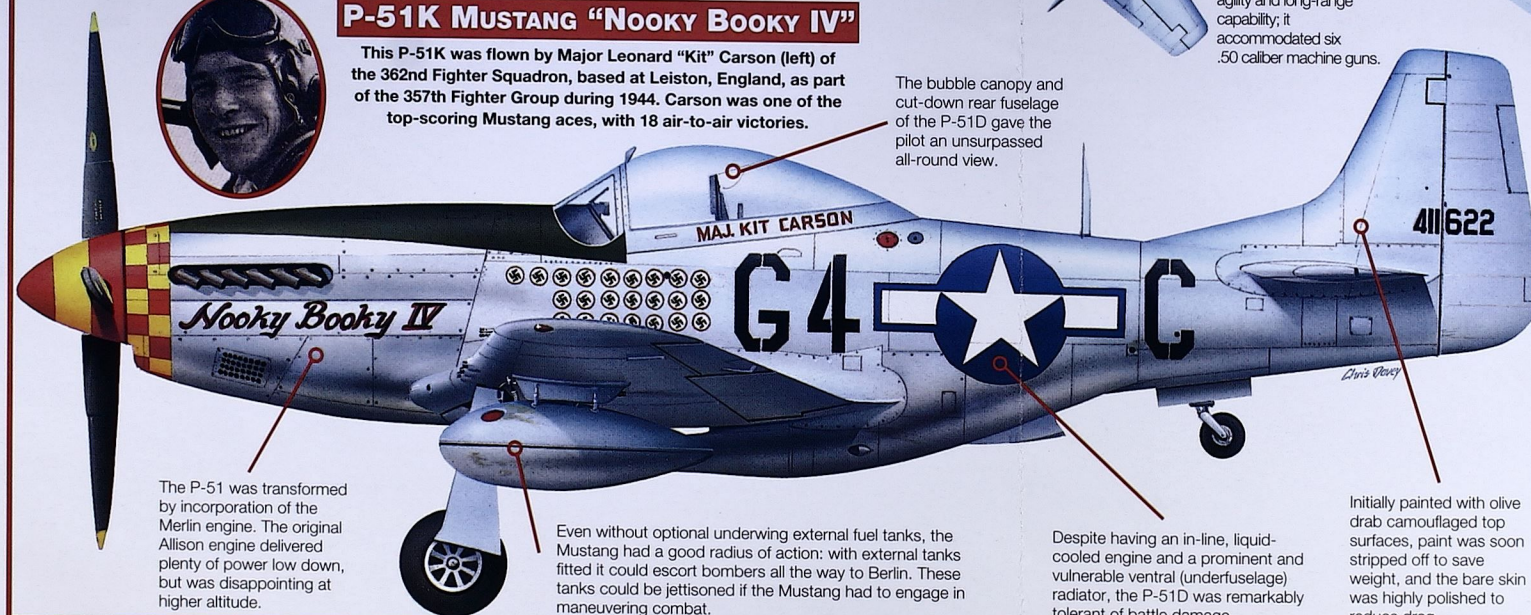 P-51K MUSTANG “NOOKY BOOKY IV”
This P-51K was flown by Major Leonard “Kit” Carson (left) of
the 362nd Fighter Squadron, based at Leiston, England, as part
of the 357th Fighter Group during 1944. Carson was one of the
top-scoring Mustang aces, with 18 air-to-air victories.
agility and long-range
capability; it
accommodated six
.50 caliber machine guns.
The bubble canopy and
cut-down rear fuselage
of the P-51D gave the
pilot an unsurpassed
all-round view.
MAJ. KIT CARSON
411622
Nooky Booky IV
G4
C
Chris Davey
The P-51 was transformed
by incorporation of the
Merlin engine. The original
Allison engine delivered
plenty of power low down,
but was disappointing at
higher altitude.
Even without optional underwing external fuel tanks, the
Mustang had a good radius of action: with external tanks
fitted it could escort bombers all the way to Berlin. These
tanks could be jettisoned if the Mustang had to engage in
maneuvering combat.
Despite having an in-line, liquid-
cooled engine and a prominent and
vulnerable ventral (underfuselage)
radiator, the P-51D was remarkably
tolerant of battle damage.
Initially painted with olive
drab camouflaged top
surfaces, paint was soon
stripped off to save
weight, and the bare skin
was highly polished to
reduce drag.